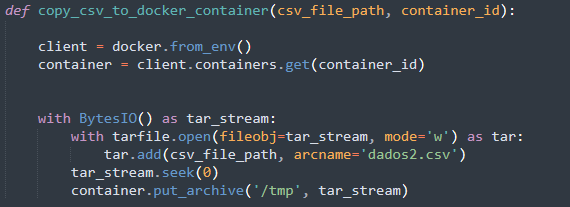 def copy_csv_to_docker_container(csv_file_path, container_id):
    client = docker.from_env()
    container = client.containers.get(container_id)
    with BytesIO() as tar_stream:
        with tarfile.open(fileobj=tar_stream, mode='w') as tar:
            tar.add(csv_file_path, arcname='dados2.csv')
        tar_stream.seek(0)
        container.put_archive('/tmp', tar_stream)